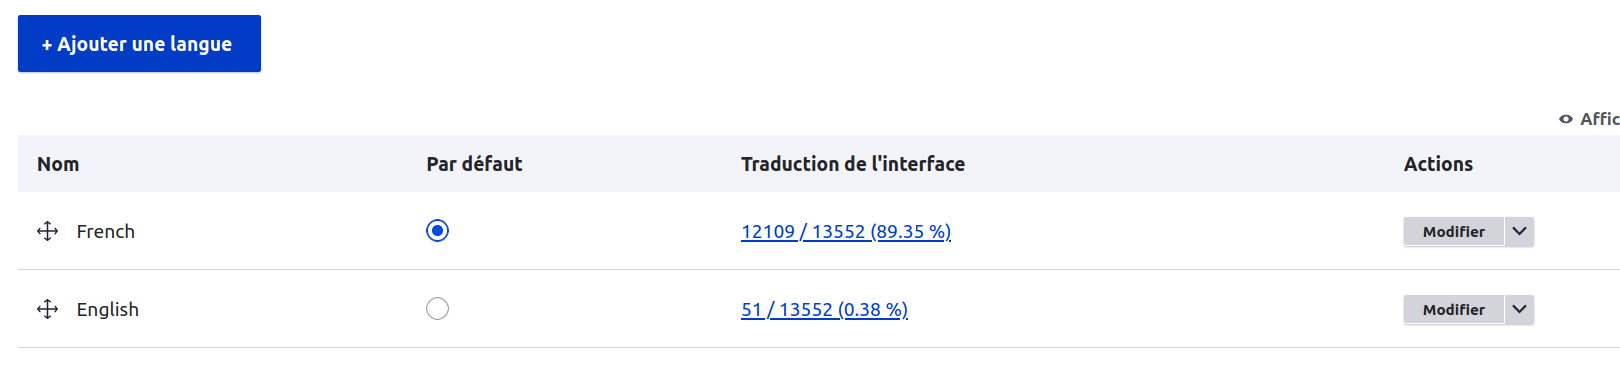 + Ajouter une langue
Affic
Nom Par défaut Traduction de l'interface Actions
French 12109 / 13552 (89.35 %) Modifier
English 51 / 13552 (0.38 %) Modifier